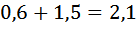 0,6 + 1,5 = 2,1